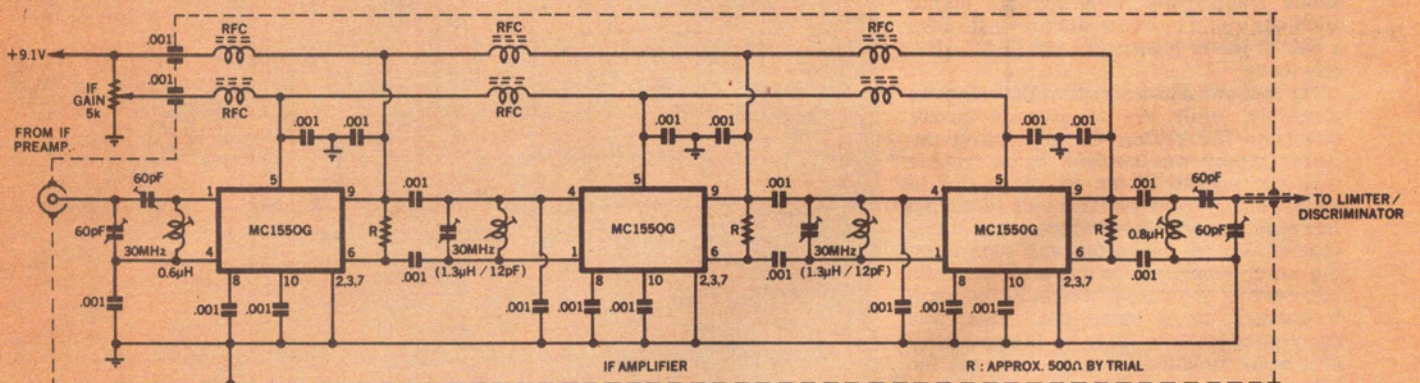 RFC
RFC
RFC
.001
+9.1V
.001
IF
GAIN
5k
RFC
RFC
.001
.001
.001
.001
.001
.001
FROM IF
PREAMP.
5
5
5
60pF
1
9
.001
4
9
.001
4
9
.001
60pF
60pF
MC1550G
R
MC1550G
R
MC1550G
R
0.8μH
60pF
TO LIMITER/
DISCRIMINATOR
30MHz
30MHz
30MHz
4
6
1
6
1
6
0.6μH
.001
(1.3μH / 12pF)
.001
(1.3μH / 12pF)
.001
8
10
2,3,7
8
10
2,3,7
8
10
2,3,7
.001
.001
.001
.001
.001
.001
.001
.001
.001
IF AMPLIFIER
R : APPROX. 500Ω BY TRIAL